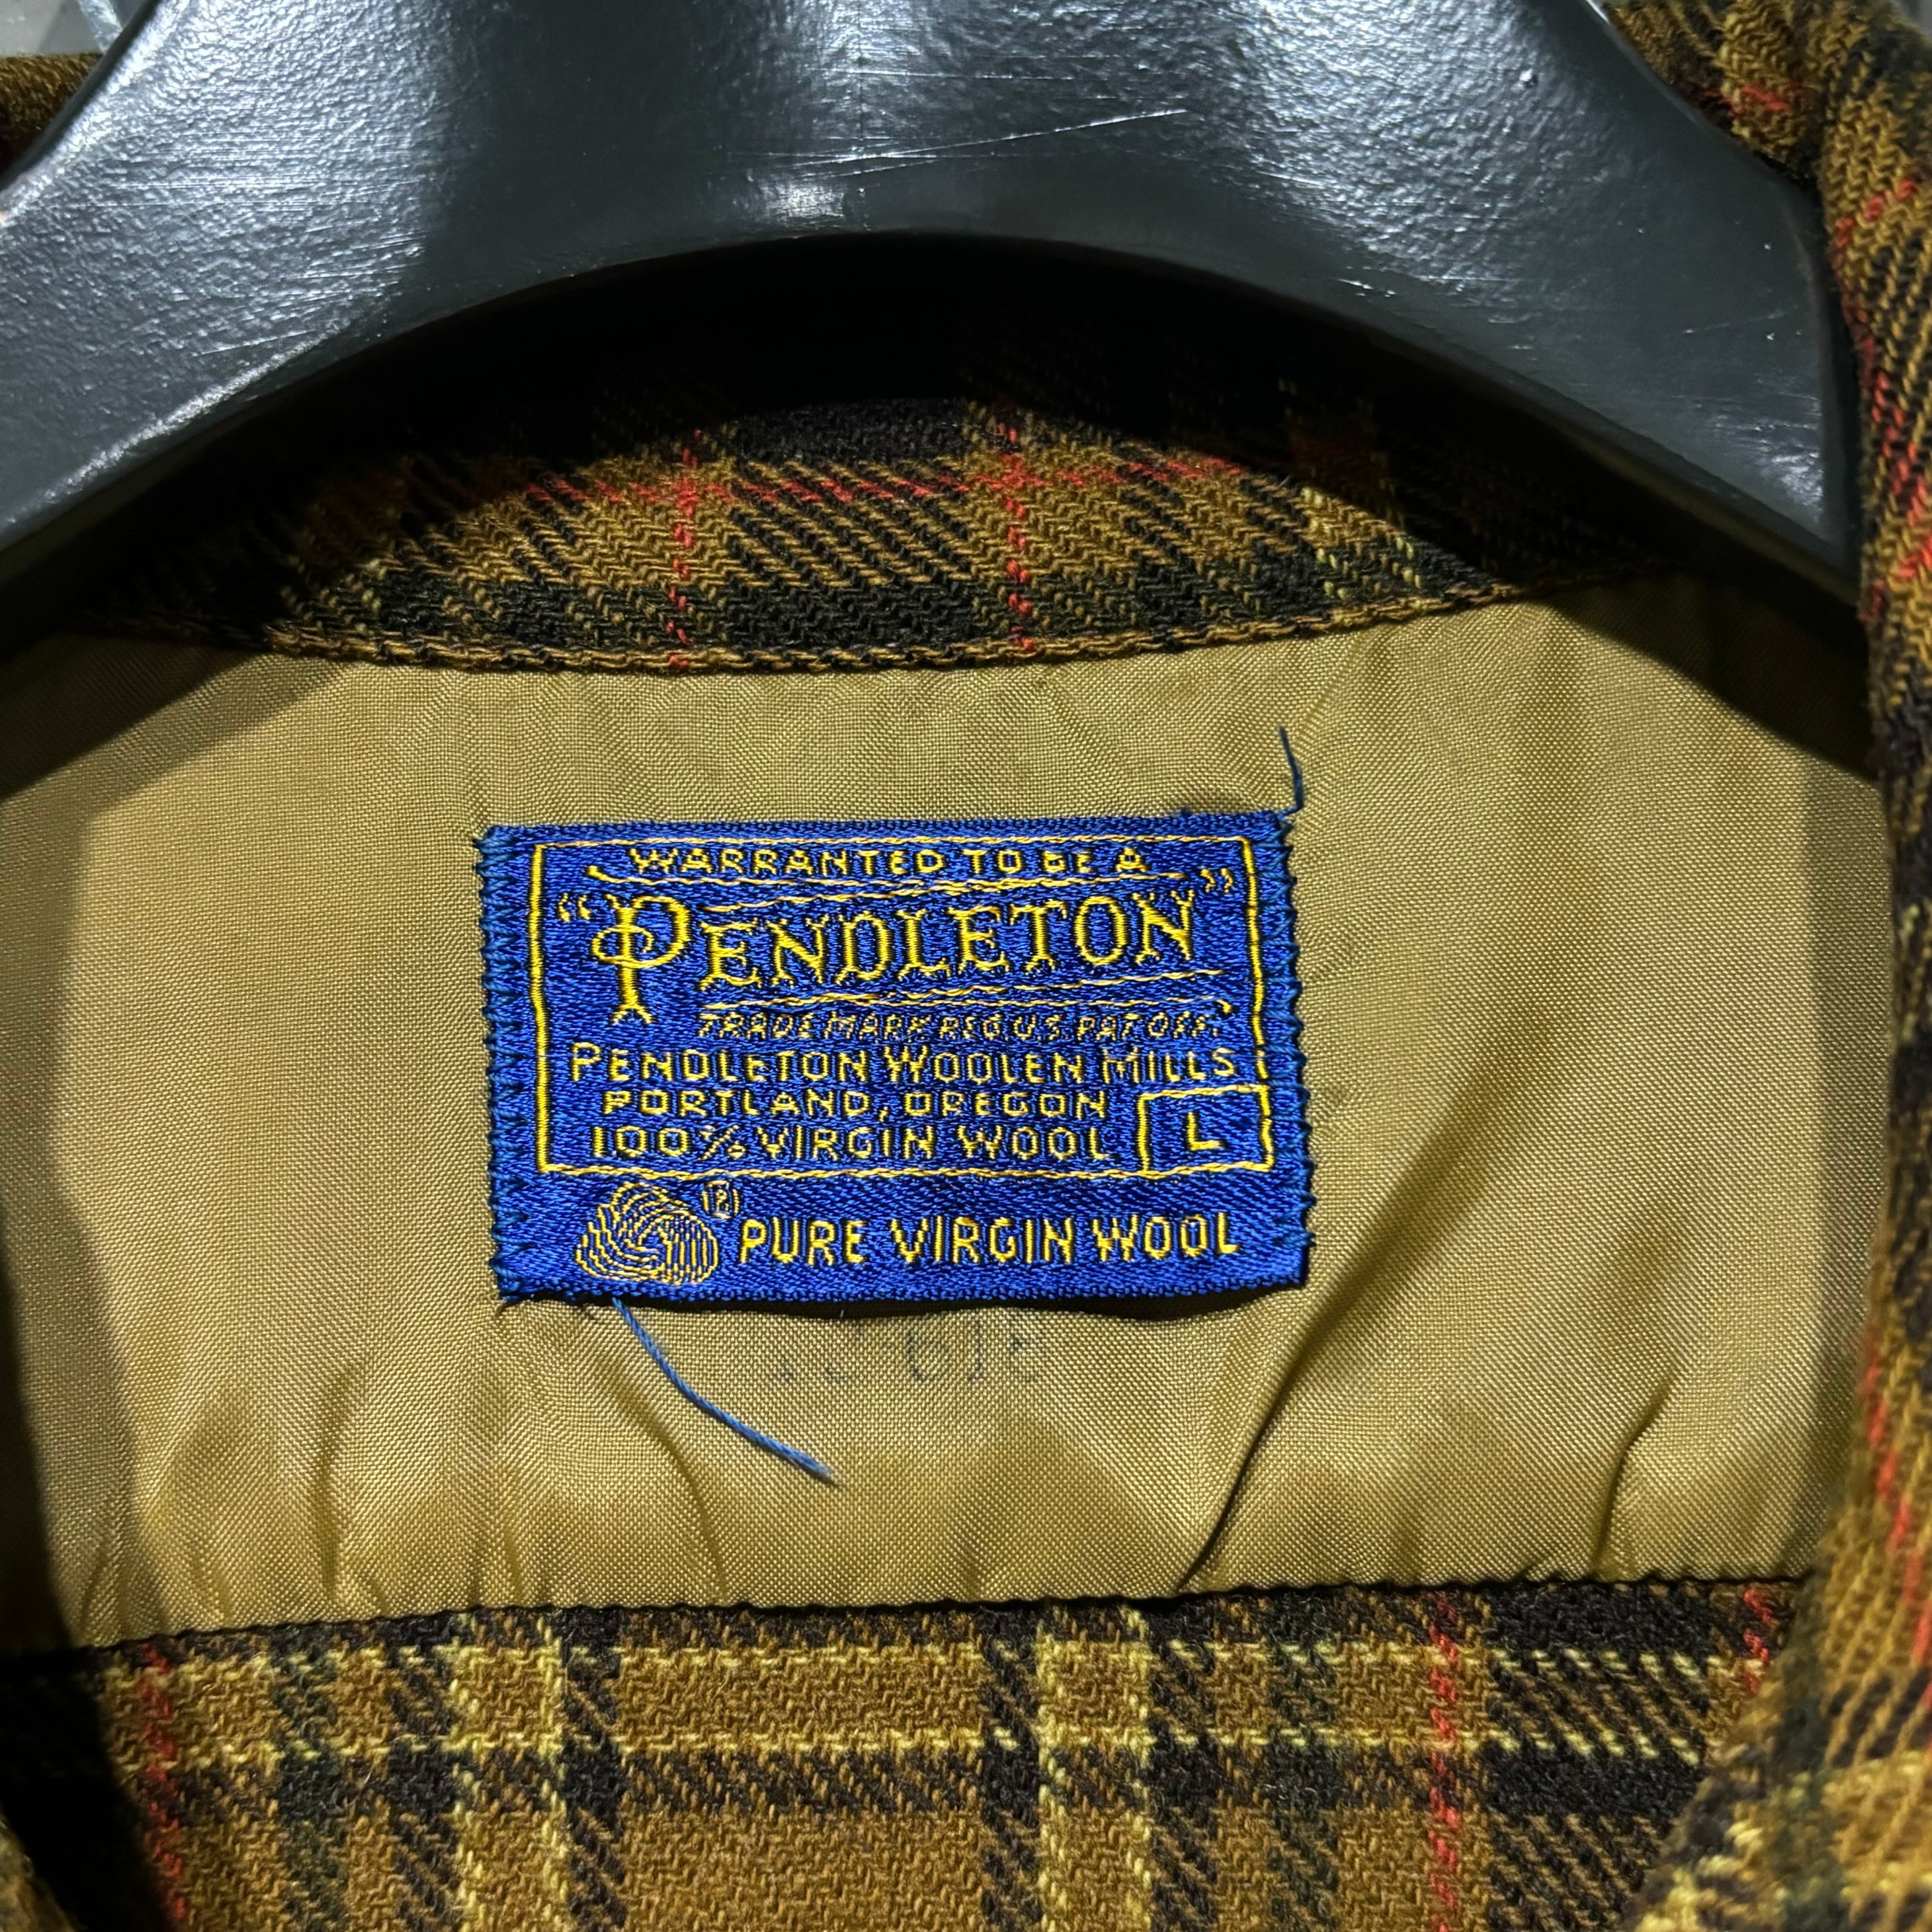 WARRANTED TO BE A
"PENDLETON"
TRADE MARK REG. U.S. PAT. OFF.
PENDLETON WOOLEN MILLS
PORTLAND, OREGON
100% VIRGIN WOOL L
® PURE VIRGIN WOOL